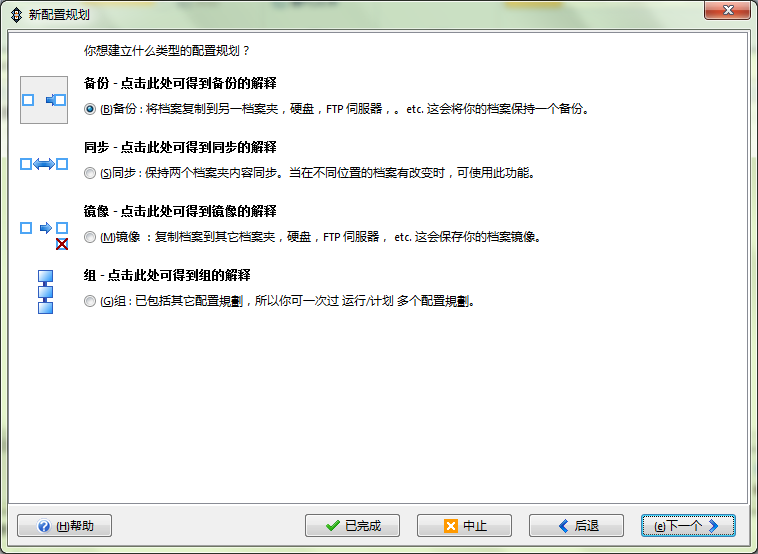 新配置规划
你想建立什么类型的配置规划？
备份 - 点击此处可得到备份的解释
(B)备份 : 将档案复制到另一档案夹，硬盘，FTP 伺服器，。etc. 这会将你的档案保持一个备份。
同步 - 点击此处可得到同步的解释
(S)同步 : 保持两个档案夹内容同步。当在不同位置的档案有改变时，可使用此功能。
镜像 - 点击此处可得到镜像的解释
(M)镜像 ：复制档案到其它档案夹，硬盘，FTP 伺服器， etc. 这会保存你的档案镜像。
组 - 点击此处可得到组的解释
(G)组 : 已包括其它配置規劃，所以你可一次过 运行/计划 多个配置規劃。
(H)帮助 已完成 中止 后退 (e)下一个